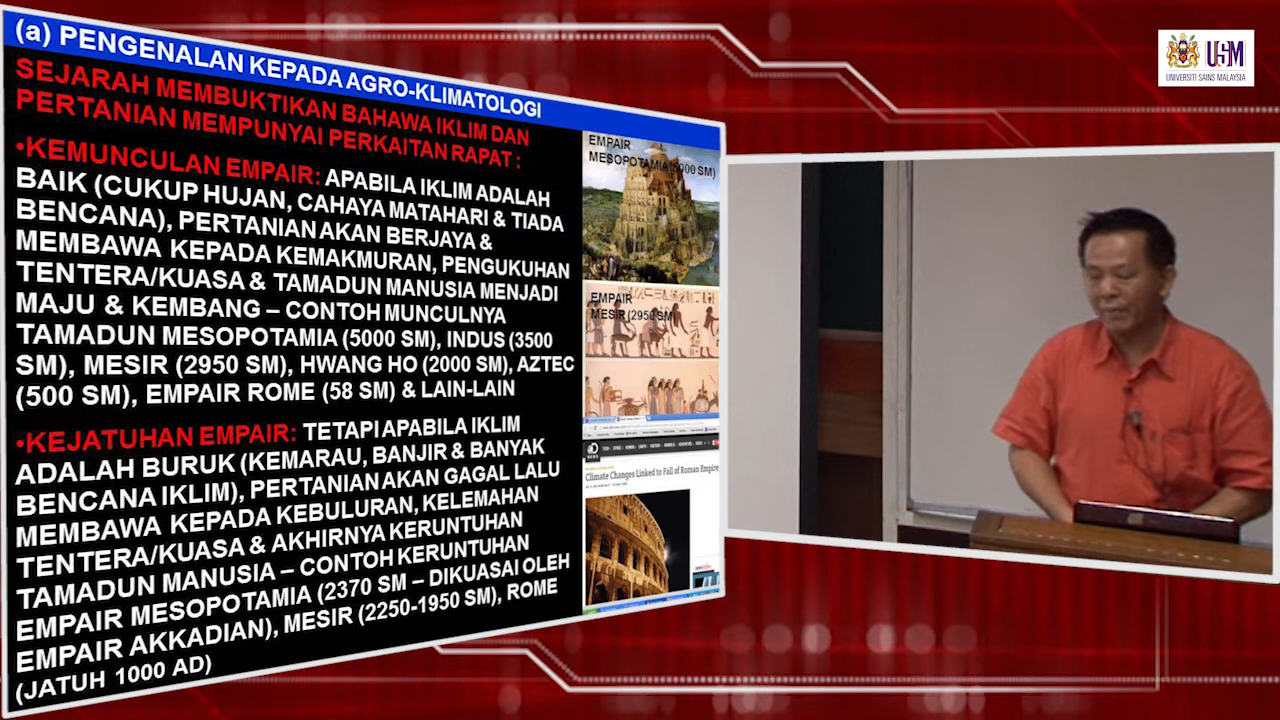 (a) PENGENALAN KEPADA AGRO-KLIMATOLOGI
SEJARAH MEMBUKTIKAN BAHAWA IKLIM DAN
PERTANIAN MEMPUNYAI PERKAITAN RAPAT :
•KEMUNCULAN EMPAIR: APABILA IKLIM ADALAH
BAIK (CUKUP HUJAN, CAHAYA MATAHARI & TIADA
BENCANA), PERTANIAN AKAN BERJAYA &
MEMBAWA KEPADA KEMAKMURAN, PENGUKUHAN
TENTERA/KUASA & TAMADUN MANUSIA MENJADI
MAJU & KEMBANG – CONTOH MUNCULNYA
TAMADUN MESOPOTAMIA (5000 SM), INDUS (3500
SM), MESIR (2950 SM), HWANG HO (2000 SM), AZTEC
(500 SM), EMPAIR ROME (58 SM) & LAIN-LAIN
•KEJATUHAN EMPAIR: TETAPI APABILA IKLIM
ADALAH BURUK (KEMARAU, BANJIR & BANYAK
BENCANA IKLIM), PERTANIAN AKAN GAGAL LALU
MEMBAWA KEPADA KEBULURAN, KELEMAHAN
TENTERA/KUASA & AKHIRNYA KERUNTUHAN
TAMADUN MANUSIA – CONTOH KERUNTUHAN
EMPAIR MESOPOTAMIA (2370 SM – DIKUASAI OLEH
EMPAIR AKKADIAN), MESIR (2250-1950 SM), ROME
(JATUH 1000 AD)
EMPAIR
MESOPOTAMIA (5000 SM)
EMPAIR
MESIR (2950 SM)
Climate Changes Linked to Fall of Roman Empire
USM
UNIVERSITI SAINS MALAYSIA